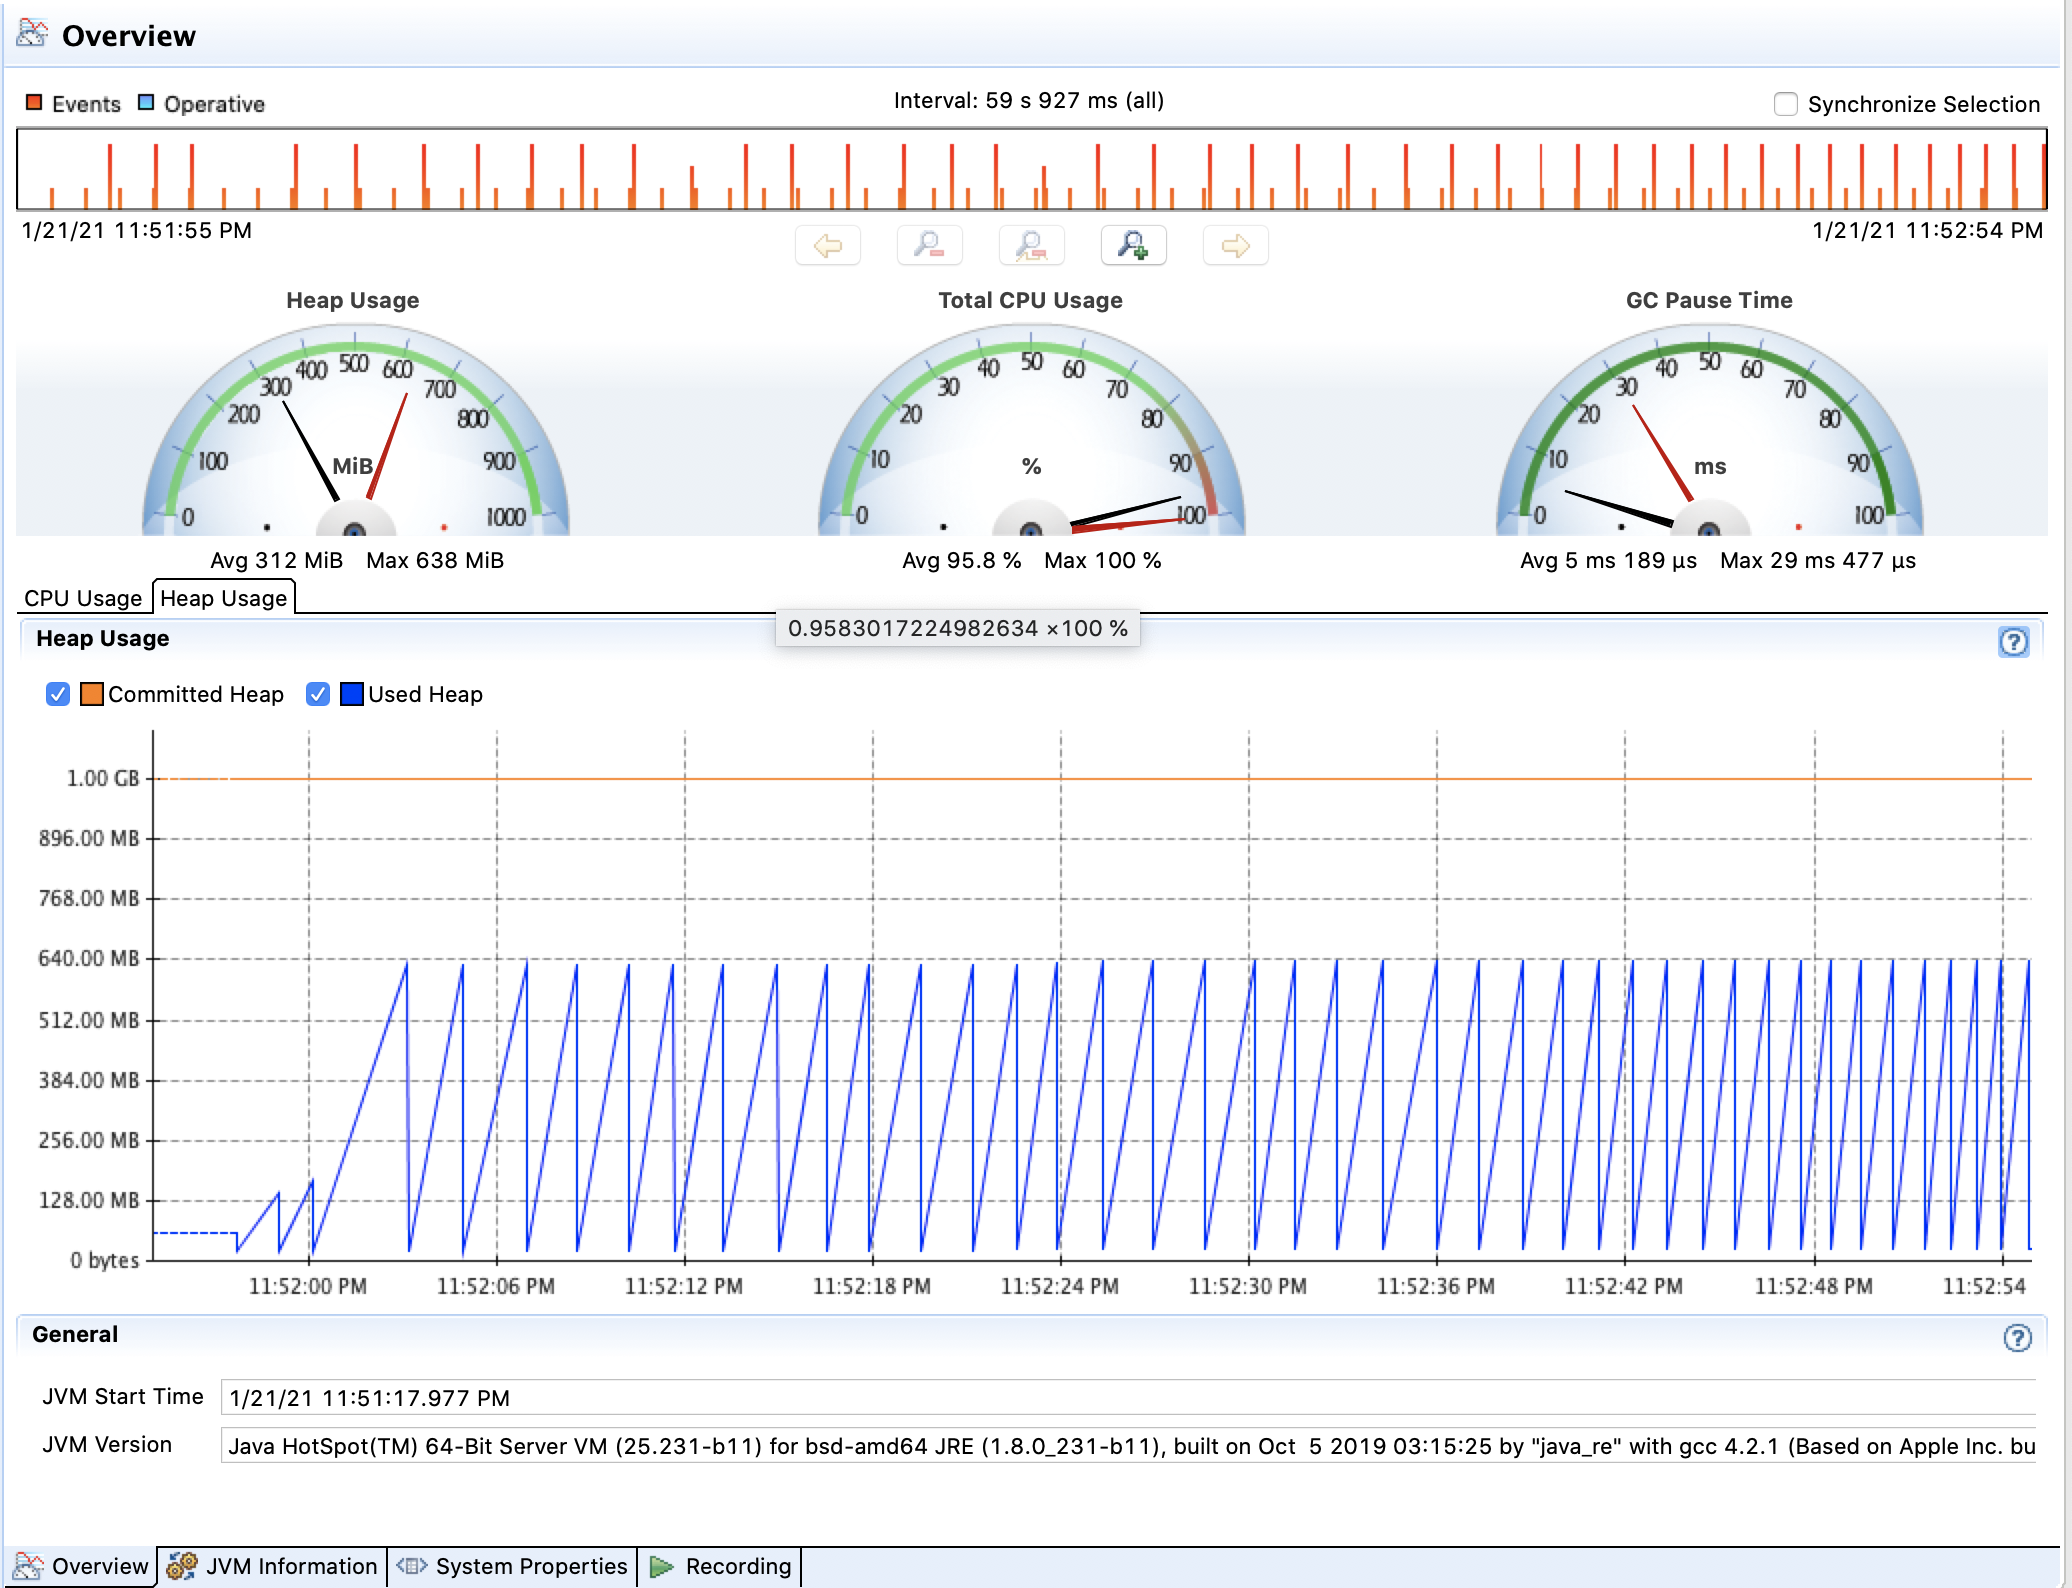 Overview
Events Operative Interval: 59 s 927 ms (all) Synchronize Selection
1/21/21 11:51:55 PM 1/21/21 11:52:54 PM
Heap Usage Total CPU Usage GC Pause Time
0 100 200 300 400 500 600 700 800 900 1000
MiB
0 10 20 30 40 50 60 70 80 90 100
%
0 10 20 30 40 50 60 70 80 90 100
ms
Avg 312 MiB Max 638 MiB Avg 95.8 % Max 100 % Avg 5 ms 189 µs Max 29 ms 477 µs
CPU Usage Heap Usage
0.9583017224982634 ×100 %
Heap Usage
Committed Heap Used Heap
1.00 GB
896.00 MB
768.00 MB
640.00 MB
512.00 MB
384.00 MB
256.00 MB
128.00 MB
0 bytes
11:52:00 PM 11:52:06 PM 11:52:12 PM 11:52:18 PM 11:52:24 PM 11:52:30 PM 11:52:36 PM 11:52:42 PM 11:52:48 PM 11:52:54
General
JVM Start Time 1/21/21 11:51:17.977 PM
JVM Version Java HotSpot(TM) 64-Bit Server VM (25.231-b11) for bsd-amd64 JRE (1.8.0_231-b11), built on Oct  5 2019 03:15:25 by "java_re" with gcc 4.2.1 (Based on Apple Inc. bu
Overview JVM Information System Properties Recording